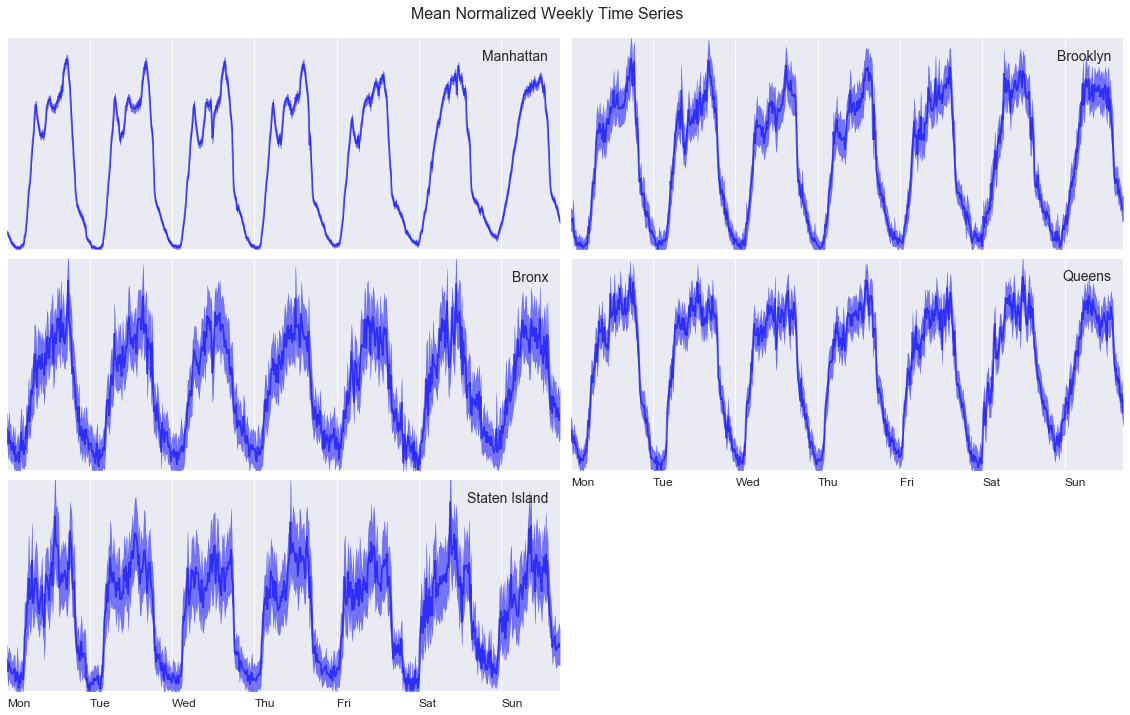 Mean Normalized Weekly Time Series
Manhattan
Brooklyn
Bronx
Queens
Mon Tue Wed Thu Fri Sat Sun
Staten Island
Mon Tue Wed Thu Fri Sat Sun